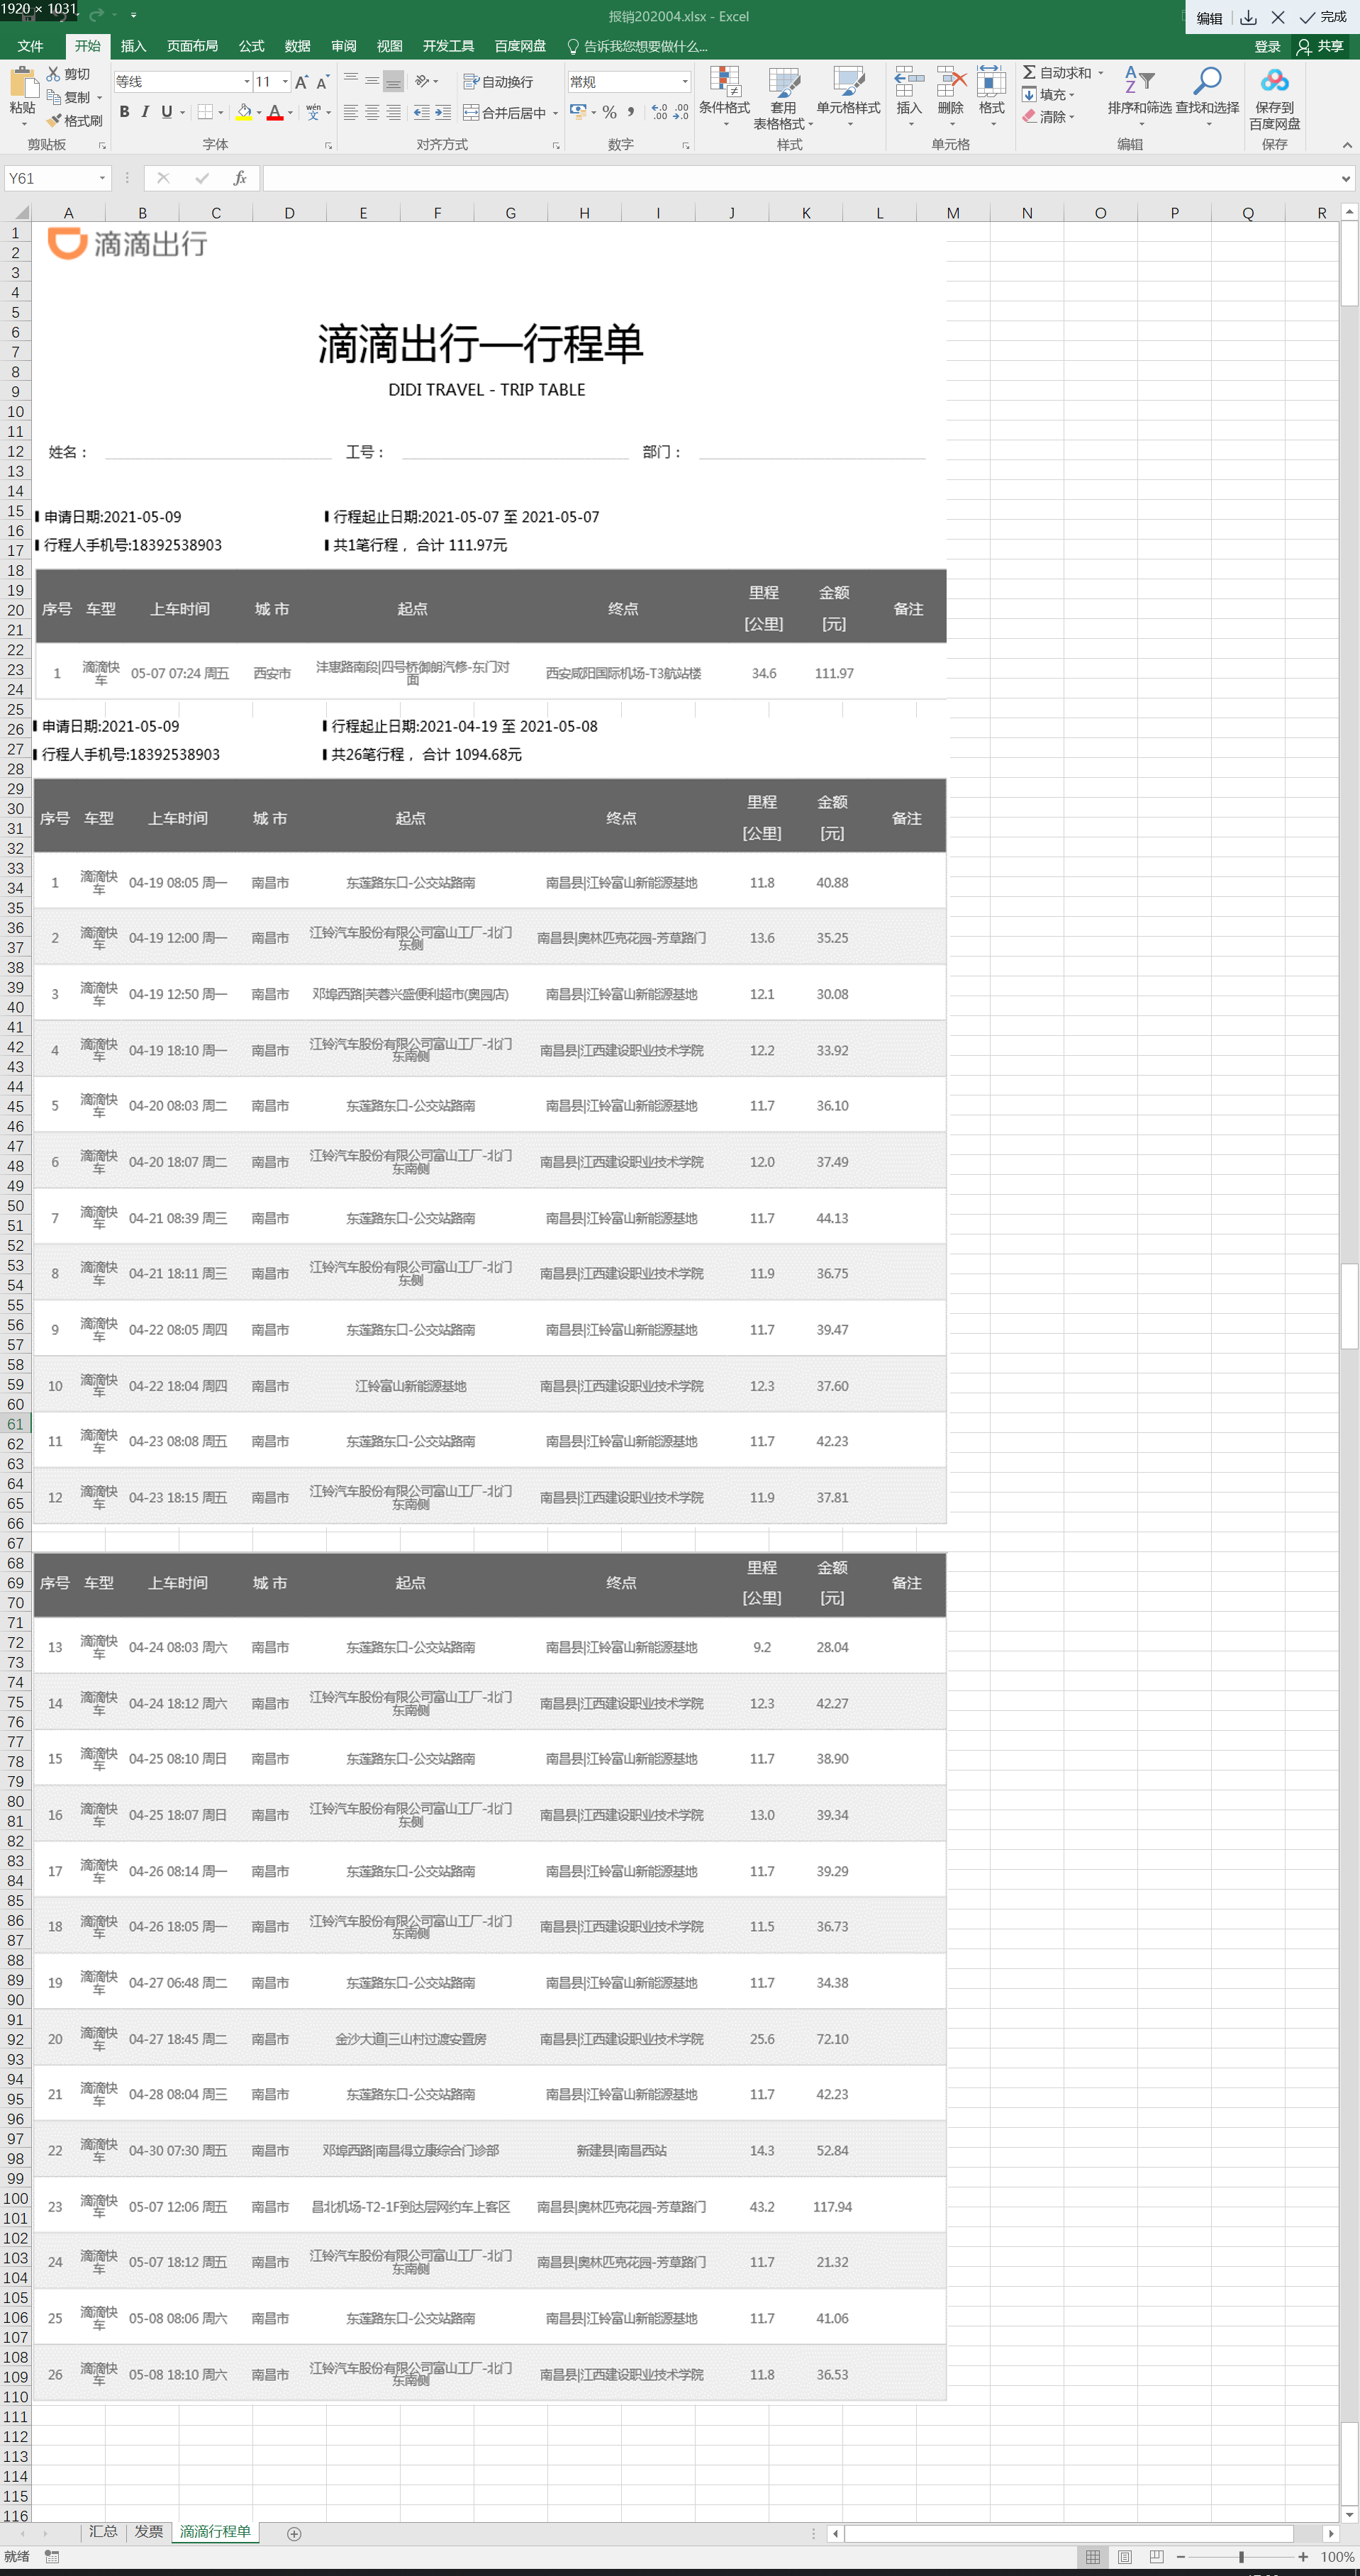 1920 × 1031
报销202004.xlsx - Excel
编辑 完成
文件 开始 插入 页面布局 公式 数据 审阅 视图 开发工具 百度网盘 告诉我您想要做什么... 登录 共享
粘贴 剪切 复制 格式刷 等线 11 自动换行 合并后居中 常规 条件格式 套用 表格格式 单元格样式 插入 删除 格式 自动求和 填充 清除 排序和筛选 查找和选择 保存到 百度网盘
剪贴板 字体 对齐方式 数字 样式 单元格 编辑 保存
Y61 fx
A B C D E F G H I J K L M N O P Q R
滴滴出行
滴滴出行—行程单
DIDI TRAVEL - TRIP TABLE
姓名： 工号： 部门：
申请日期:2021-05-09 行程起止日期:2021-05-07 至 2021-05-07
行程人手机号:18392538903 共1笔行程， 合计 111.97元
序号 车型 上车时间 城 市 起点 终点 里程 [公里] 金额 [元] 备注
1 滴滴快车 05-07 07:24 周五 西安市 沣惠路南段|四号桥御朗汽修-东门对面 西安咸阳国际机场-T3航站楼 34.6 111.97
申请日期:2021-05-09 行程起止日期:2021-04-19 至 2021-05-08
行程人手机号:18392538903 共26笔行程， 合计 1094.68元
序号 车型 上车时间 城 市 起点 终点 里程 [公里] 金额 [元] 备注
1 滴滴快车 04-19 08:05 周一 南昌市 东莲路东口-公交站路南 南昌县|江铃富山新能源基地 11.8 40.88
2 滴滴快车 04-19 12:00 周一 南昌市 江铃汽车股份有限公司富山工厂-北门东侧 南昌县|奥林匹克花园-芳草路门 13.6 35.25
3 滴滴快车 04-19 12:50 周一 南昌市 邓埠西路|芙蓉兴盛便利超市(奥园店) 南昌县|江铃富山新能源基地 12.1 30.08
4 滴滴快车 04-19 18:10 周一 南昌市 江铃汽车股份有限公司富山工厂-北门东南侧 南昌县|江西建设职业技术学院 12.2 33.92
5 滴滴快车 04-20 08:03 周二 南昌市 东莲路东口-公交站路南 南昌县|江铃富山新能源基地 11.7 36.10
6 滴滴快车 04-20 18:07 周二 南昌市 江铃汽车股份有限公司富山工厂-北门东南侧 南昌县|江西建设职业技术学院 12.0 37.49
7 滴滴快车 04-21 08:39 周三 南昌市 东莲路东口-公交站路南 南昌县|江铃富山新能源基地 11.7 44.13
8 滴滴快车 04-21 18:11 周三 南昌市 江铃汽车股份有限公司富山工厂-北门东侧 南昌县|江西建设职业技术学院 11.9 36.75
9 滴滴快车 04-22 08:05 周四 南昌市 东莲路东口-公交站路南 南昌县|江铃富山新能源基地 11.7 39.47
10 滴滴快车 04-22 18:04 周四 南昌市 江铃富山新能源基地 南昌县|江西建设职业技术学院 12.3 37.60
11 滴滴快车 04-23 08:08 周五 南昌市 东莲路东口-公交站路南 南昌县|江铃富山新能源基地 11.7 42.23
12 滴滴快车 04-23 18:15 周五 南昌市 江铃汽车股份有限公司富山工厂-北门东南侧 南昌县|江西建设职业技术学院 11.9 37.81
序号 车型 上车时间 城 市 起点 终点 里程 [公里] 金额 [元] 备注
13 滴滴快车 04-24 08:03 周六 南昌市 东莲路东口-公交站路南 南昌县|江铃富山新能源基地 9.2 28.04
14 滴滴快车 04-24 18:12 周六 南昌市 江铃汽车股份有限公司富山工厂-北门东南侧 南昌县|江西建设职业技术学院 12.3 42.27
15 滴滴快车 04-25 08:10 周日 南昌市 东莲路东口-公交站路南 南昌县|江铃富山新能源基地 11.7 38.90
16 滴滴快车 04-25 18:07 周日 南昌市 江铃汽车股份有限公司富山工厂-北门东侧 南昌县|江西建设职业技术学院 13.0 39.34
17 滴滴快车 04-26 08:14 周一 南昌市 东莲路东口-公交站路南 南昌县|江铃富山新能源基地 11.7 39.29
18 滴滴快车 04-26 18:05 周一 南昌市 江铃汽车股份有限公司富山工厂-北门东南侧 南昌县|江西建设职业技术学院 11.5 36.73
19 滴滴快车 04-27 06:48 周二 南昌市 东莲路东口-公交站路南 南昌县|江铃富山新能源基地 11.7 34.38
20 滴滴快车 04-27 18:45 周二 南昌市 金沙大道|三山村过渡安置房 南昌县|江西建设职业技术学院 25.6 72.10
21 滴滴快车 04-28 08:04 周三 南昌市 东莲路东口-公交站路南 南昌县|江铃富山新能源基地 11.7 42.23
22 滴滴快车 04-30 07:30 周五 南昌市 邓埠西路|南昌得立康综合门诊部 新建县|南昌西站 14.3 52.84
23 滴滴快车 05-07 12:06 周五 南昌市 昌北机场-T2-1F到达层网约车上客区 南昌县|奥林匹克花园-芳草路门 43.2 117.94
24 滴滴快车 05-07 18:12 周五 南昌市 江铃汽车股份有限公司富山工厂-北门东南侧 南昌县|奥林匹克花园-芳草路门 11.7 21.32
25 滴滴快车 05-08 08:06 周六 南昌市 东莲路东口-公交站路南 南昌县|江铃富山新能源基地 11.7 41.06
26 滴滴快车 05-08 18:10 周六 南昌市 江铃汽车股份有限公司富山工厂-北门东南侧 南昌县|江西建设职业技术学院 11.8 36.53
汇总 发票 滴滴行程单
就绪 100%